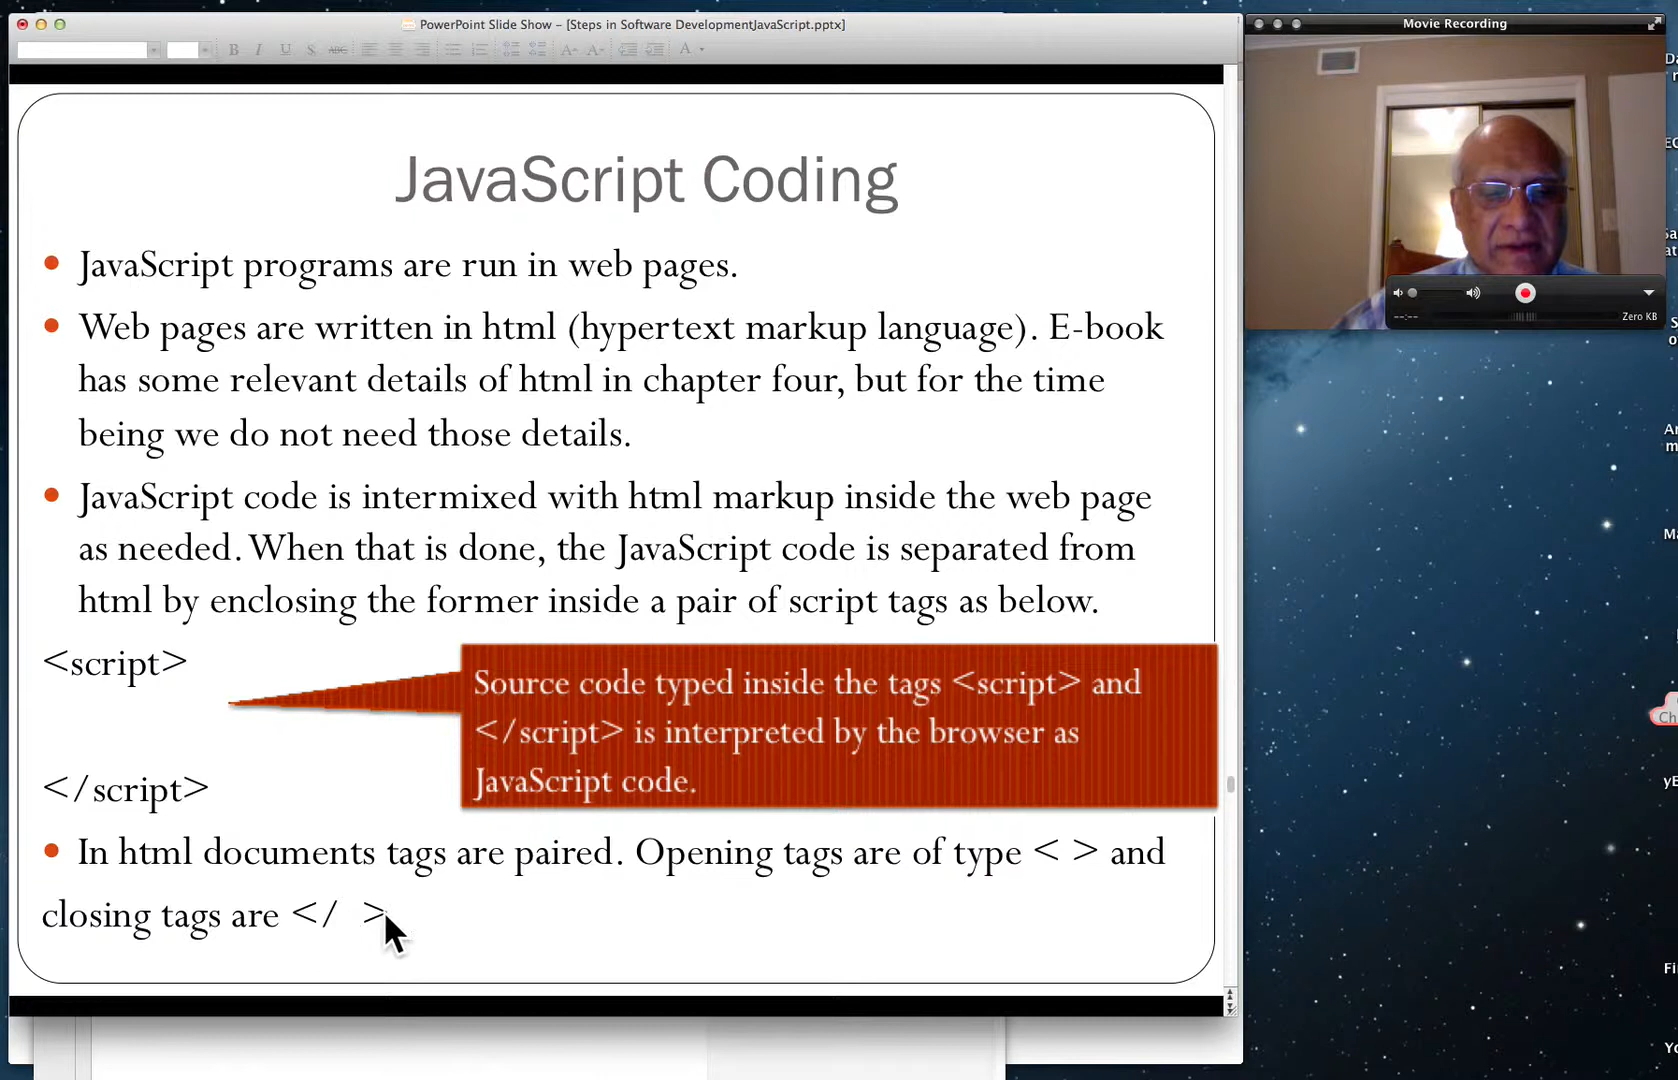 PowerPoint Slide Show - [Steps in Software DevelopmentJavaScript.pptx]
Movie Recording
B I U S ABC A A A
JavaScript Coding
JavaScript programs are run in web pages.
Web pages are written in html (hypertext markup language). E-book
has some relevant details of html in chapter four, but for the time
being we do not need those details.
JavaScript code is intermixed with html markup inside the web page
as needed. When that is done, the JavaScript code is separated from
html by enclosing the former inside a pair of script tags as below.
<script>
Source code typed inside the tags <script> and
</script> is interpreted by the browser as
JavaScript code.
</script>
In html documents tags are paired. Opening tags are of type < > and
closing tags are </ >
--:--
Zero KB